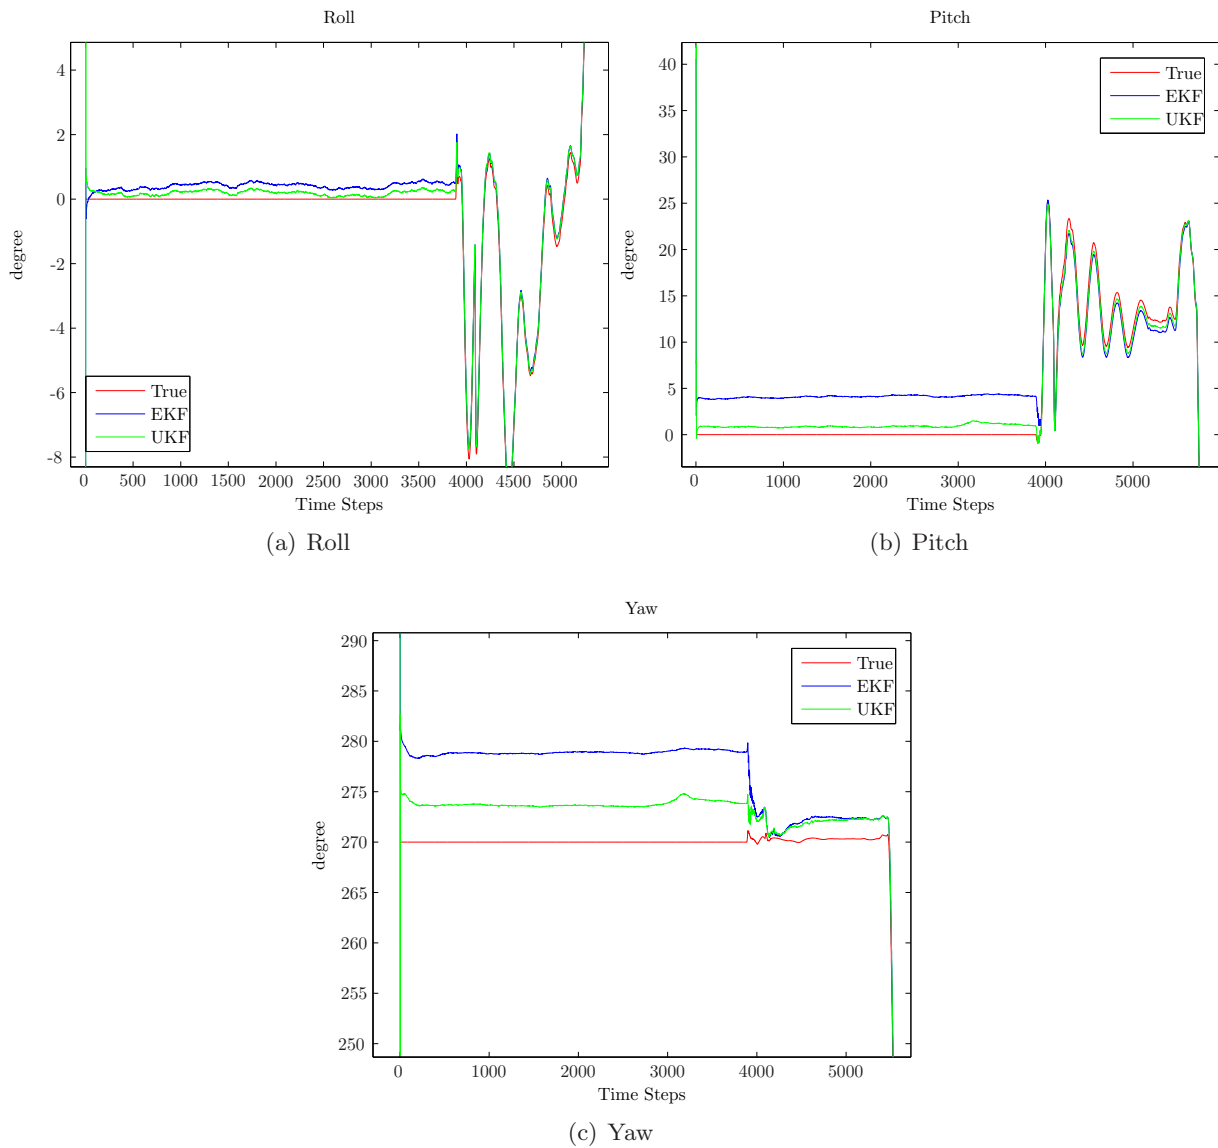 Roll
4
2
0
-2
-4
-6
-8
degree
True
EKF
UKF
0 500 1000 1500 2000 2500 3000 3500 4000 4500 5000
Time Steps
(a) Roll
Pitch
40
35
30
25
20
15
10
5
0
degree
True
EKF
UKF
0 1000 2000 3000 4000 5000
Time Steps
(b) Pitch
Yaw
290
285
280
275
270
265
260
255
250
degree
True
EKF
UKF
0 1000 2000 3000 4000 5000
Time Steps
(c) Yaw